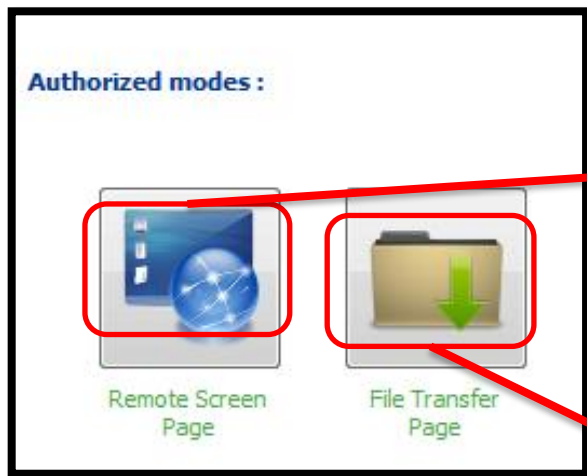 Authorized modes :
Remote Screen
Page
File Transfer
Page